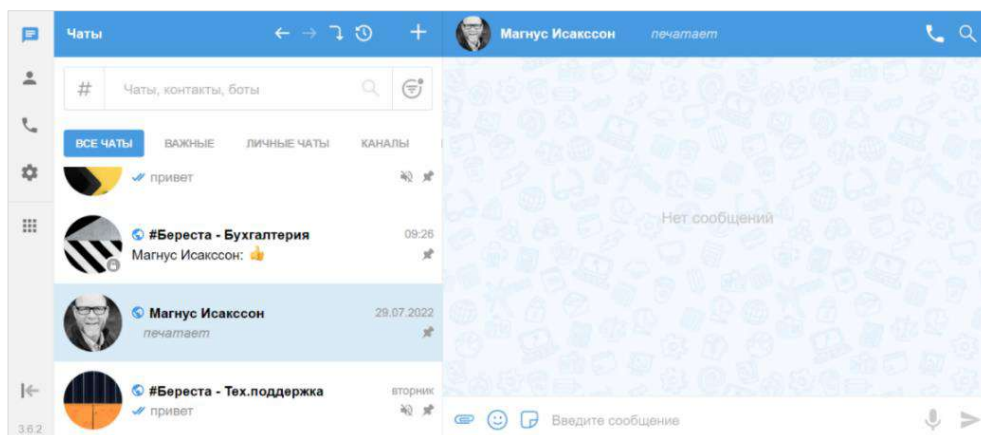 Чаты
Магнус Исакссон печатает
# Чаты, контакты, боты
ВСЕ ЧАТЫ ВАЖНЫЕ ЛИЧНЫЕ ЧАТЫ КАНАЛЫ
привет
#Береста - Бухгалтерия 09:26
Магнус Исакссон: 👍
Магнус Исакссон 29.07.2022
печатает
#Береста - Тех.поддержка вторник
привет
3.6.2
Нет сообщений
Введите сообщение